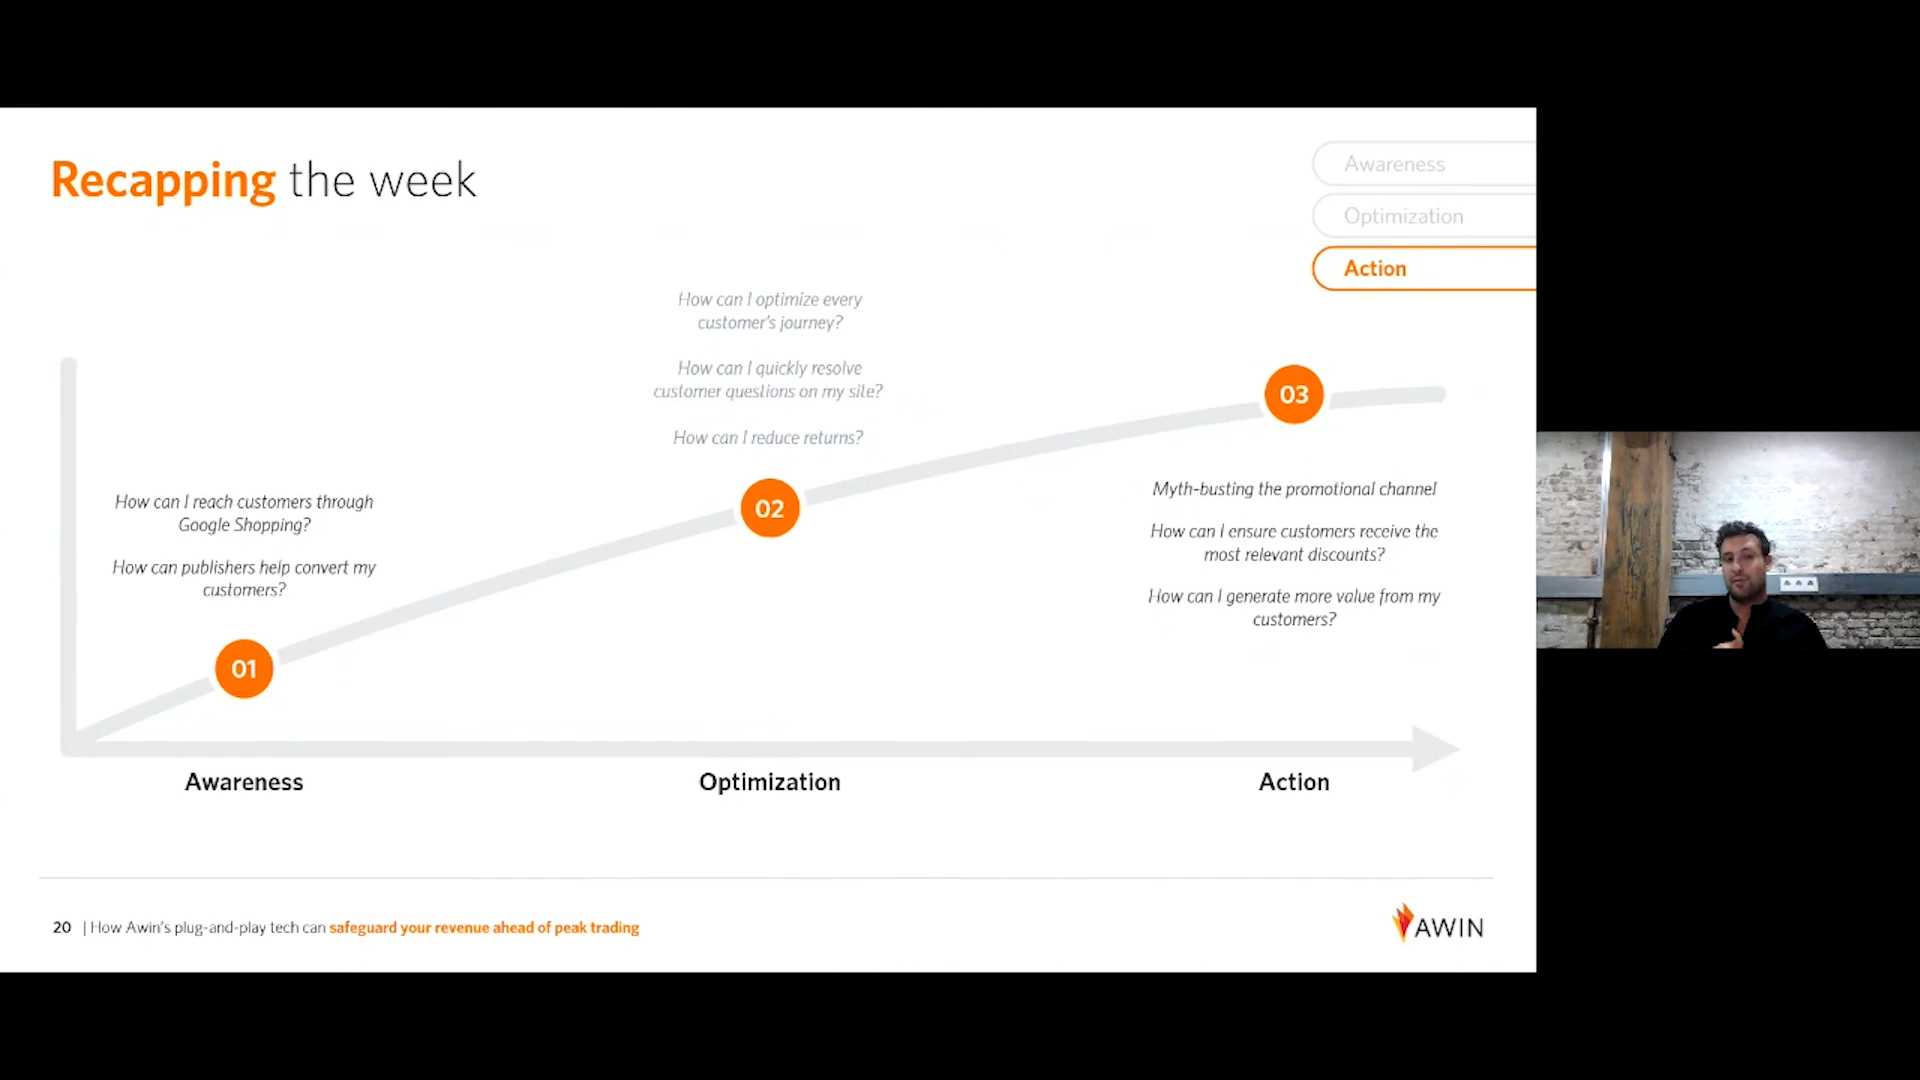 Recapping the week
Awareness
Optimization
Action
How can I optimize every
customer's journey?
How can I quickly resolve
customer questions on my site?
How can I reduce returns?
03
02
How can I reach customers through
Google Shopping?
How can publishers help convert my
customers?
01
Myth-busting the promotional channel
How can I ensure customers receive the
most relevant discounts?
How can I generate more value from my
customers?
Awareness
Optimization
Action
20 | How Awin's plug-and-play tech can safeguard your revenue ahead of peak trading
AWIN